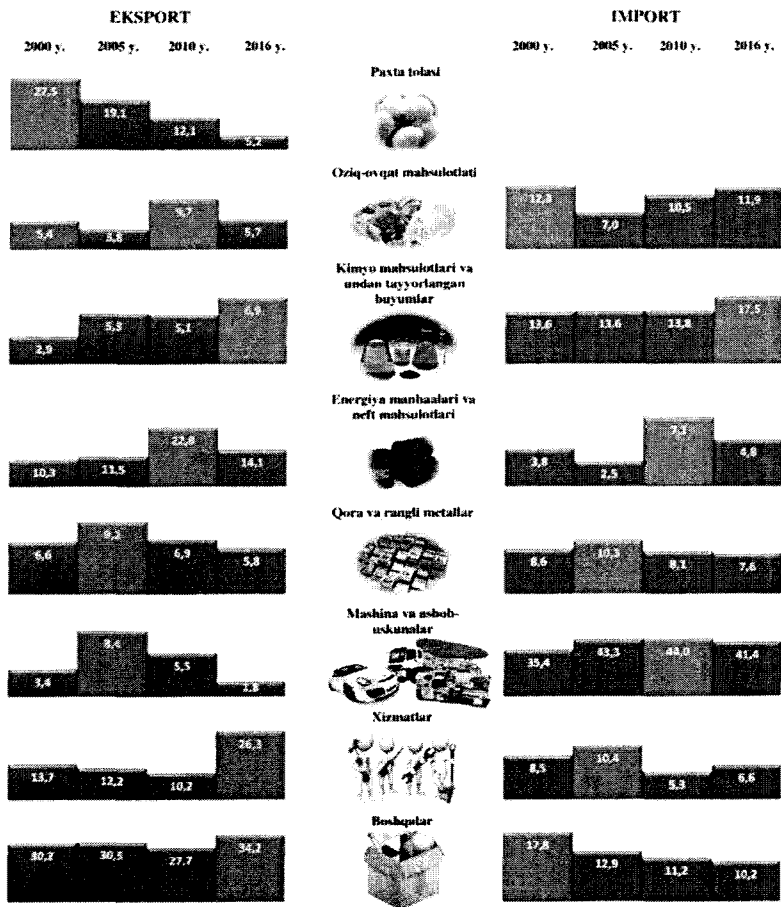 EKSPORT IMPORT
2000 y. 2005 y. 2010 y. 2016 y. 2000 y. 2005 y. 2010 y. 2016 y.
Paxta tolasi
27,5 19,1 12,1 5,2
Oziq-ovqat mahsulotlati
5,4 3,8 9,7 5,7 12,3 7,0 10,5 11,9
Kimyo mahsulotlari va
undan tayyorlangan
buyumlar
2,9 5,3 5,1 6,9 13,6 13,6 13,8 17,5
Energiya manbaalari va
neft mahsulotlari
10,3 11,5 22,8 14,1 3,8 2,5 7,1 4,8
Qora va rangli metallar
6,6 9,2 6,9 5,8 8,6 10,3 8,1 7,6
Mashina va asbob-
uskunalar
3,4 8,4 5,5 1,8 35,4 43,3 44,0 41,4
Xizmatlar
13,7 12,2 10,2 26,3 8,5 10,4 5,3 6,6
Boshqalar
30,2 30,5 27,7 34,2 17,8 12,9 11,2 10,2